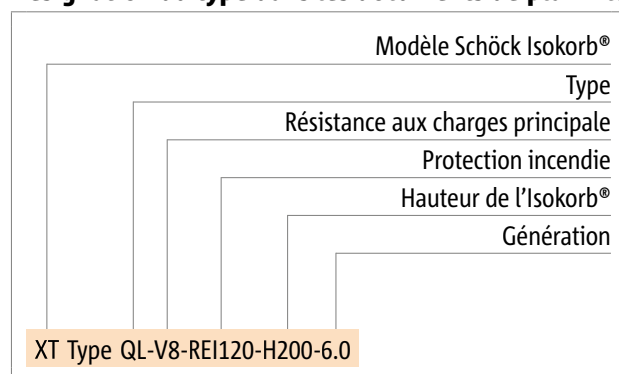 Modèle Schöck Isokorb®
Type
Résistance aux charges principale
Protection incendie
Hauteur de l’Isokorb®
Génération
XT Type QL-V8-REI120-H200-6.0